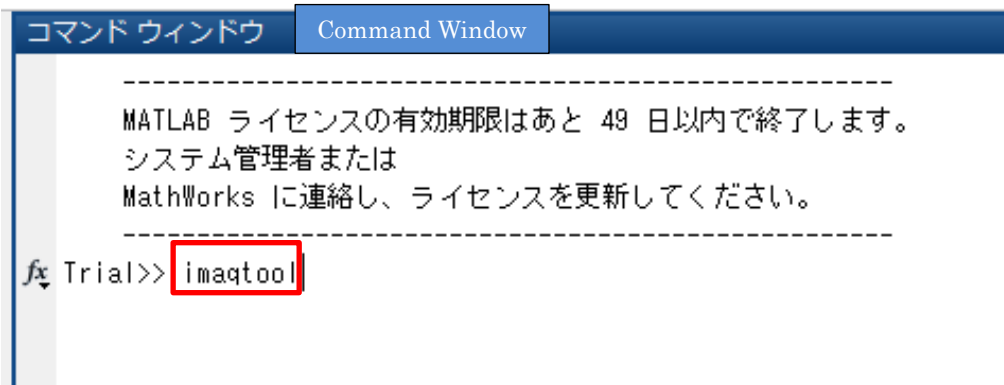 コマンド ウィンドウ
Command Window
----------------------------------------------------
MATLAB ライセンスの有効期限はあと 49 日以内で終了します。
システム管理者または
MathWorks に連絡し、ライセンスを更新してください。
----------------------------------------------------
fx Trial>> imaqtool